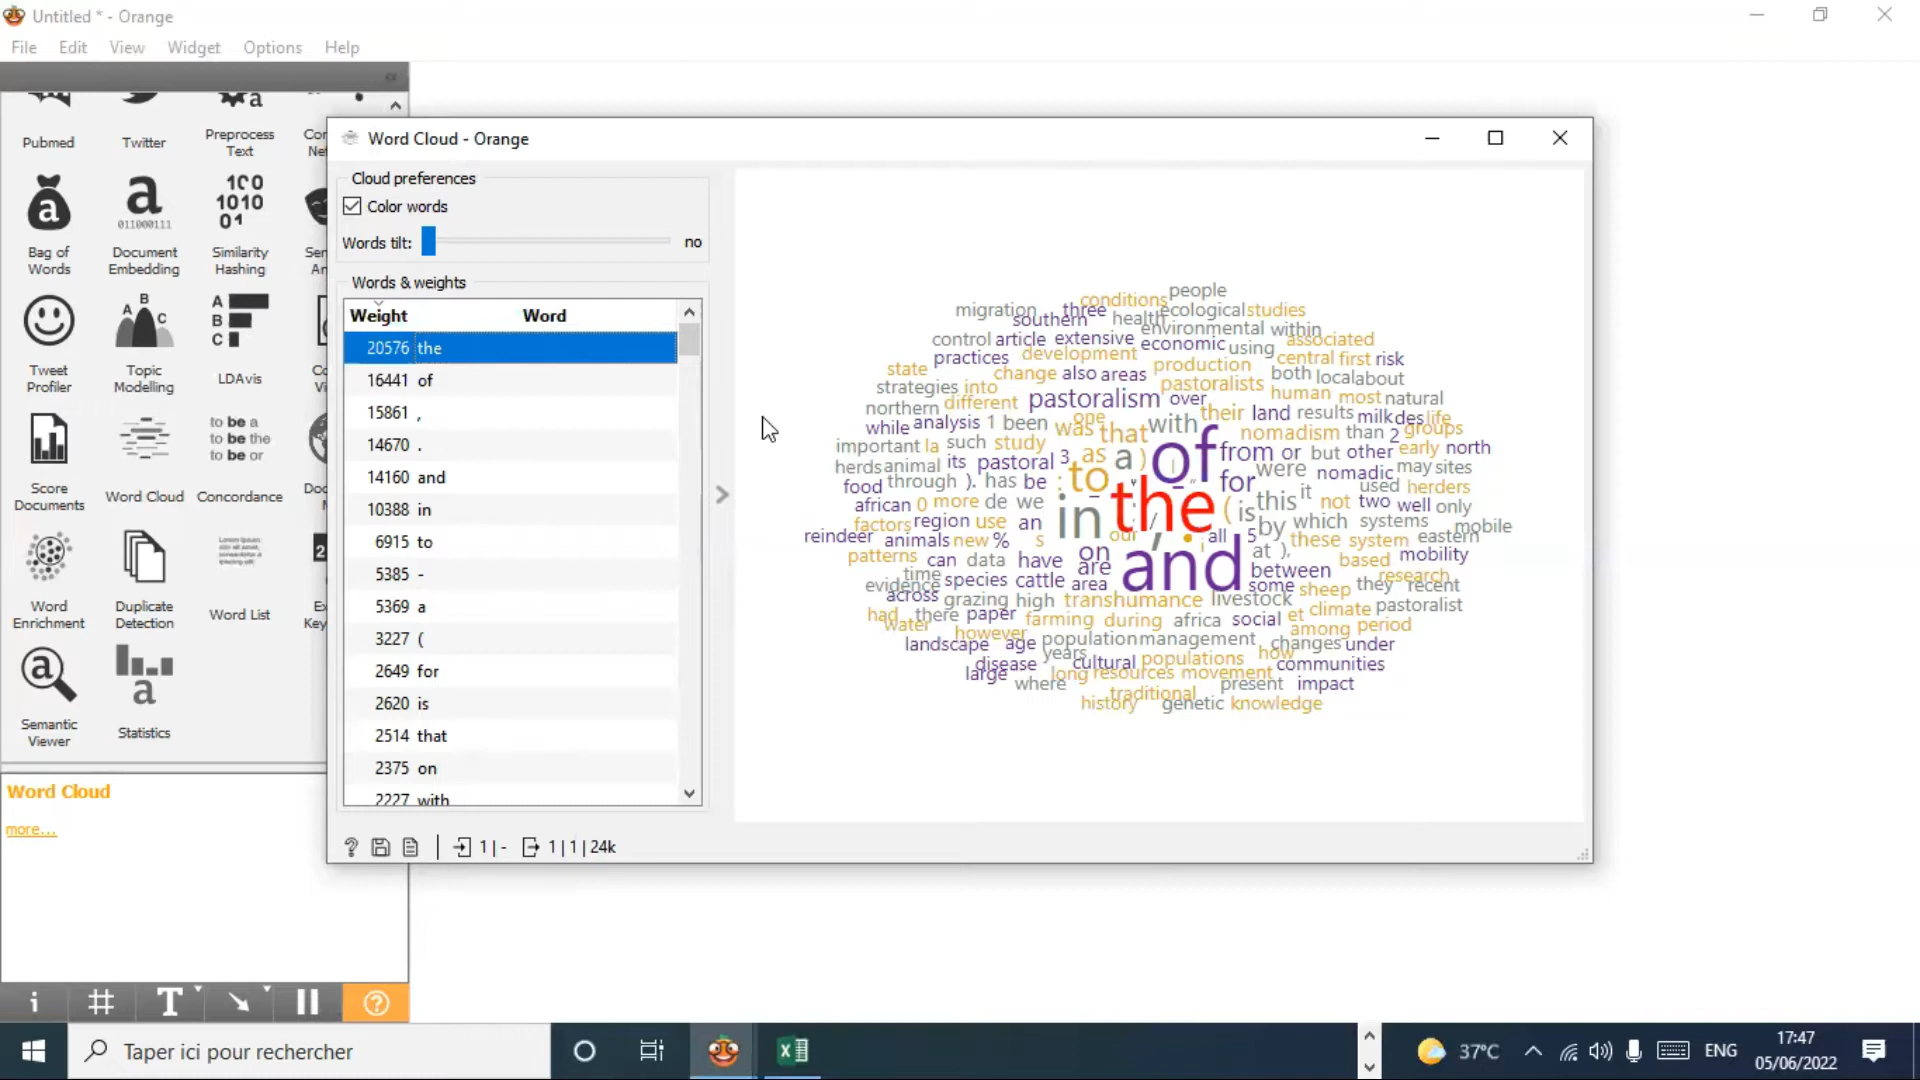 Untitled * - Orange
File Edit View Widget Options Help
Pubmed
Twitter
Preprocess
Text
Bag of
Words
Document
Embedding
Similarity
Hashing
Tweet
Profiler
Topic
Modelling
LDAvis
Score
Documents
Word Cloud
Concordance
Word
Enrichment
Duplicate
Detection
Word List
Semantic
Viewer
Statistics
Word Cloud
more...
Word Cloud - Orange
Cloud preferences
Color words
Words tilt: no
Words & weights
Weight Word
20576 the
16441 of
15861 ,
14670 .
14160 and
10388 in
6915 to
5385 -
5369 a
3227 (
2649 for
2620 is
2514 that
2375 on
2227 with
1 | - 1 | 1 | 24k
people
migration three conditions ecological studies
southern health environmental within
control article extensive economic using associated
practices development central first risk
state change also areas production both local about
strategies into pastoralists human most natural
northern different pastoralism over
while analysis 1 been one was that with their land results milk des life
important la such study as a ) of from or but other early north
nomadism than 2 groups
herds animal its pastoral 3 to were nomadic may sites
food through ). has be : for this it used herders
african 0 more de we in the ( is not two well only
factors region use an / by which systems mobile
reindeer animals new % s our all 5 these system eastern
patterns can data have on are and at ), between based mobility
time species cattle area some sheep they research recent
evidence across grazing high transhumance livestock et climate pastoralist
had there paper farming during africa social among period
water however population management how changes under
landscape age years
disease cultural populations communities
large where long resources movement present impact
traditional
history genetic knowledge
Taper ici pour rechercher
37°C
ENG
17:47
05/06/2022